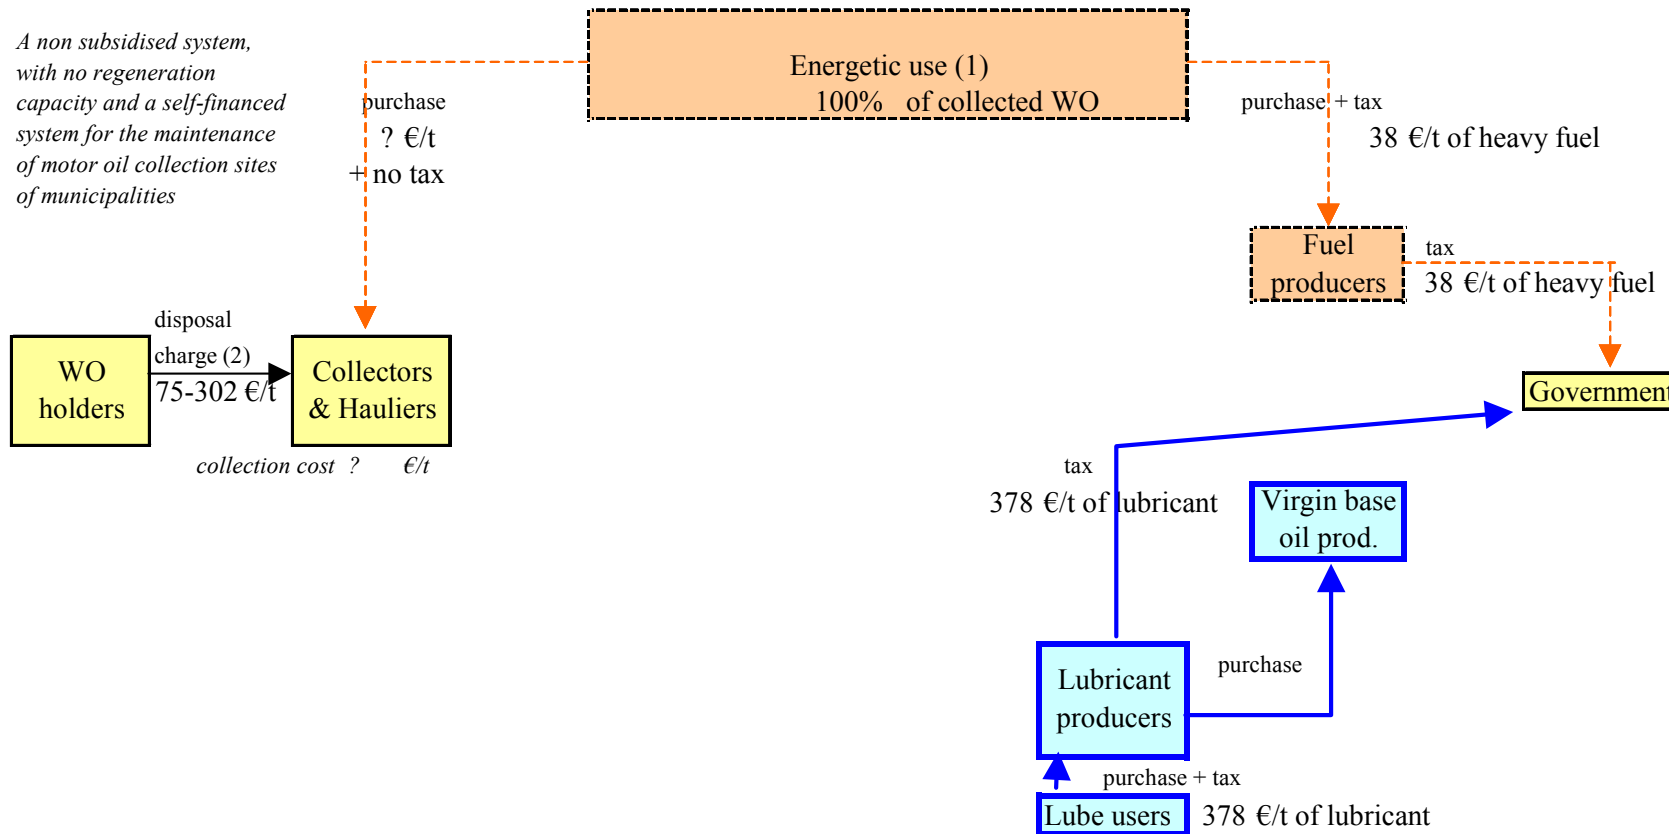 A non subsidised system,
with no regeneration
capacity and a self-financed
system for the maintenance
of motor oil collection sites
of municipalities
Energetic use (1)
100% of collected WO
purchase
? €/t
+ no tax
purchase + tax
38 €/t of heavy fuel
Fuel
producers
tax
38 €/t of heavy fuel
WO
holders
disposal
charge (2)
75-302 €/t
Collectors
& Hauliers
collection cost ? €/t
Government
tax
378 €/t of lubricant
Virgin base
oil prod.
Lubricant
producers
purchase
purchase + tax
Lube users
378 €/t of lubricant